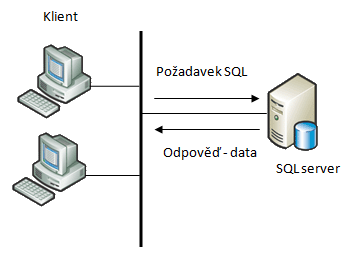 Klient
Požadavek SQL
Odpověď - data
SQL server